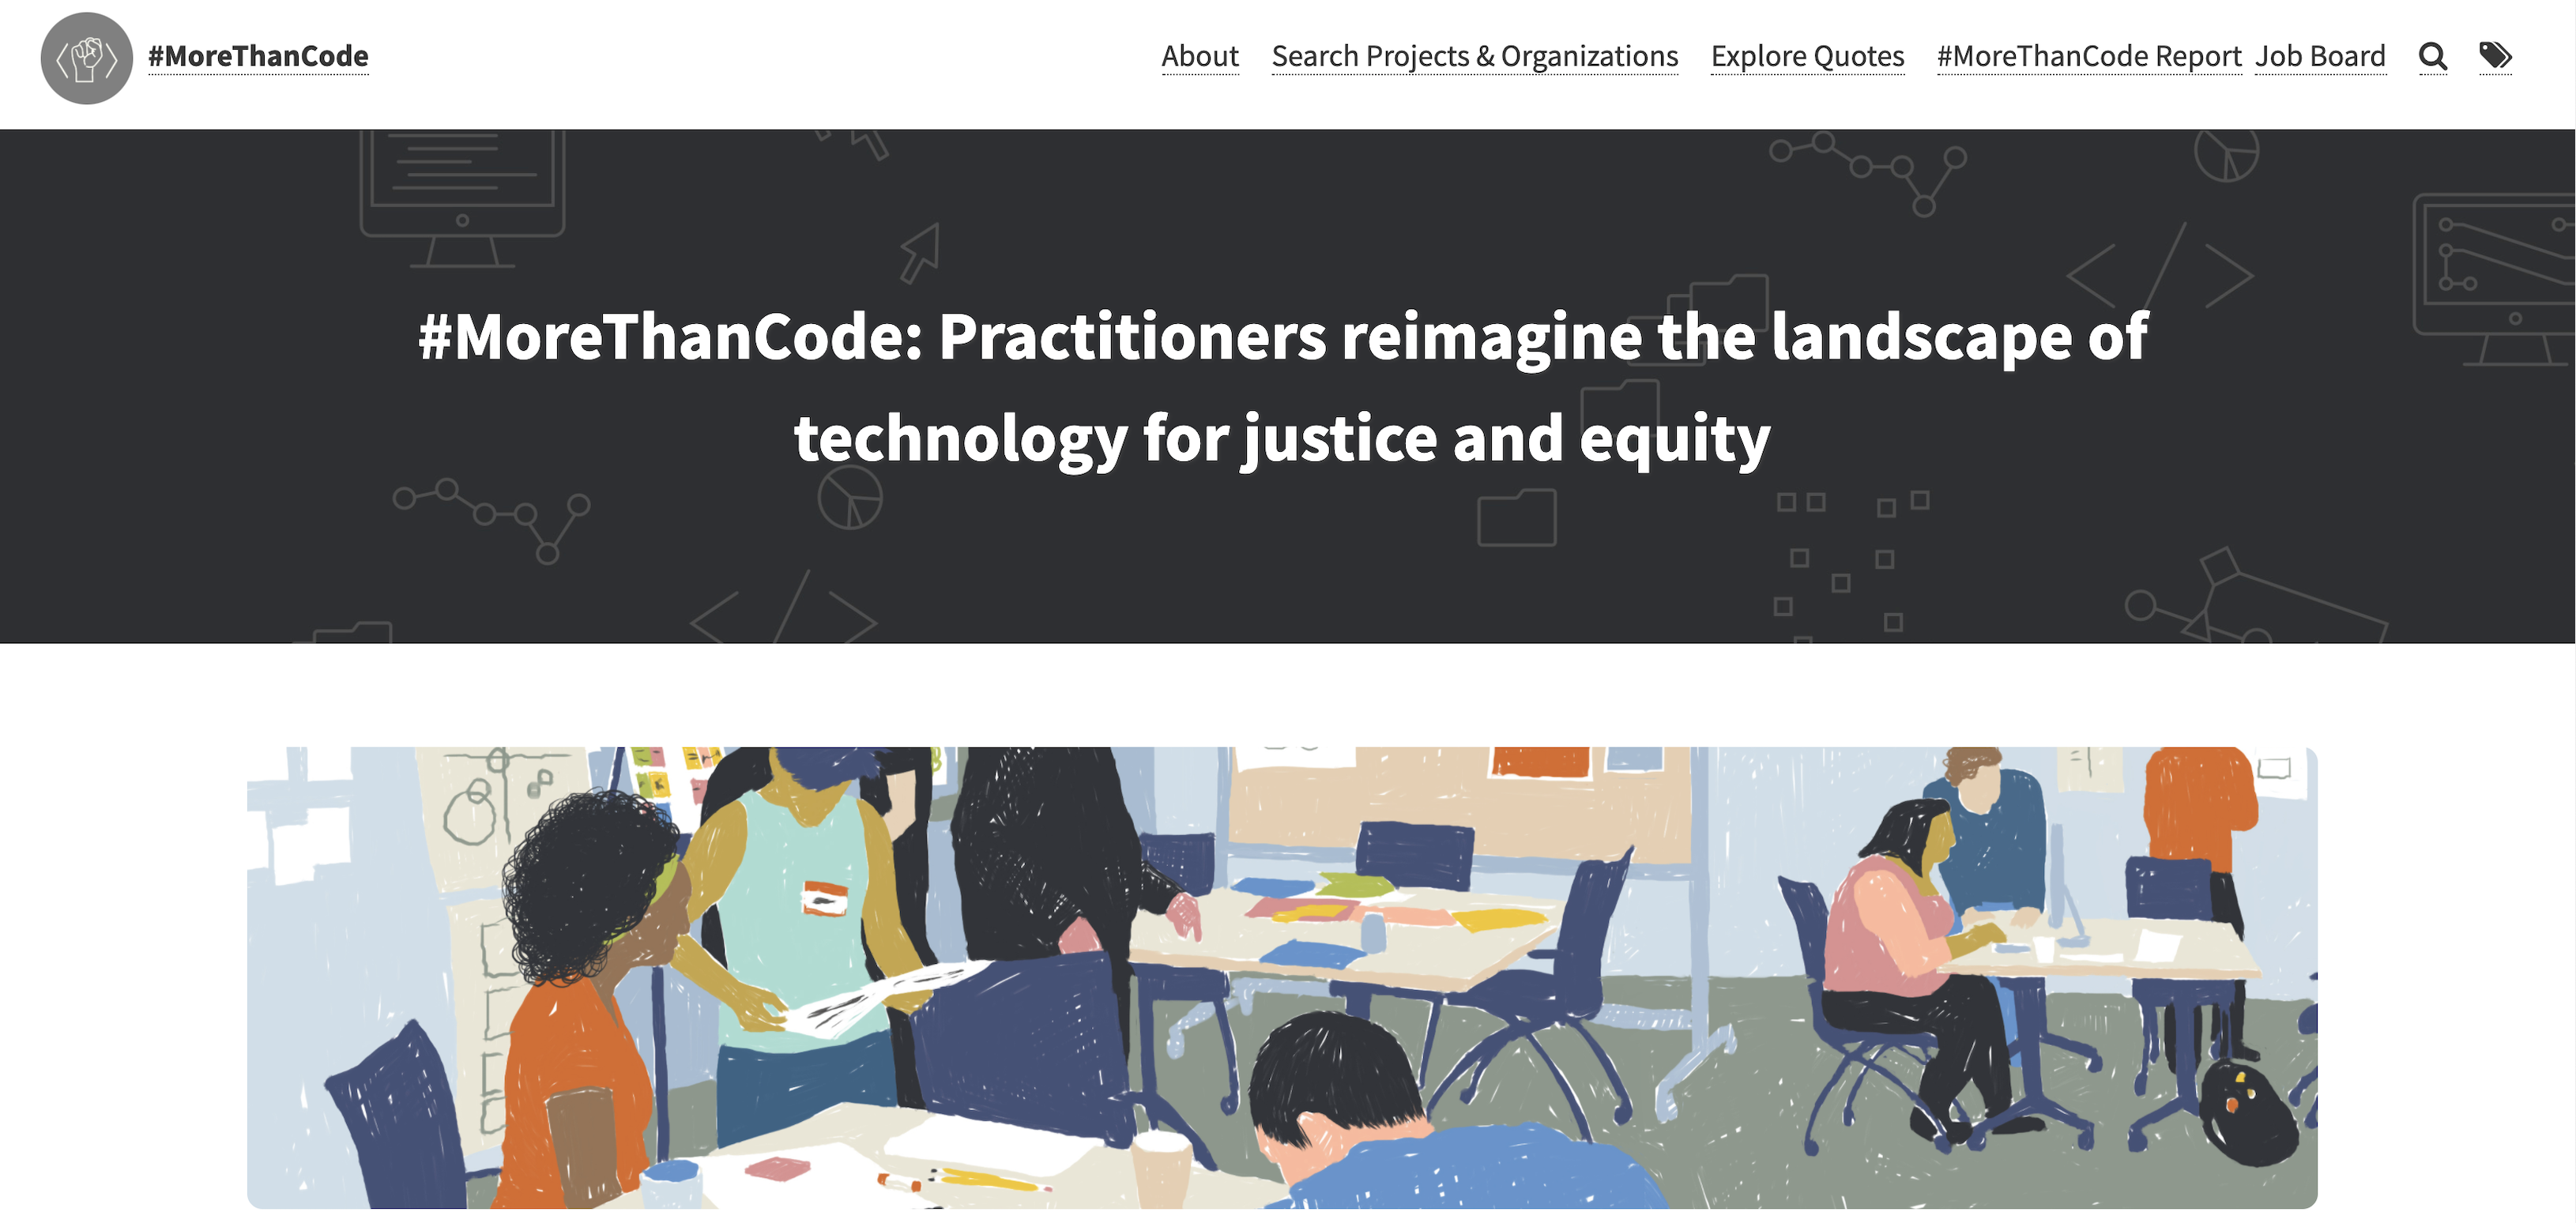 #MoreThanCode
About Search Projects & Organizations Explore Quotes #MoreThanCode Report Job Board
#MoreThanCode: Practitioners reimagine the landscape of
technology for justice and equity